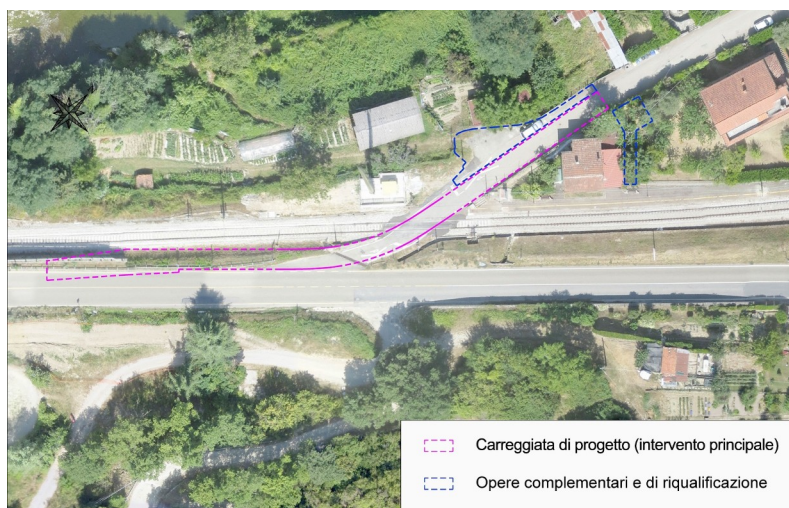 Carreggiata di progetto (intervento principale)
Opere complementari e di riqualificazione